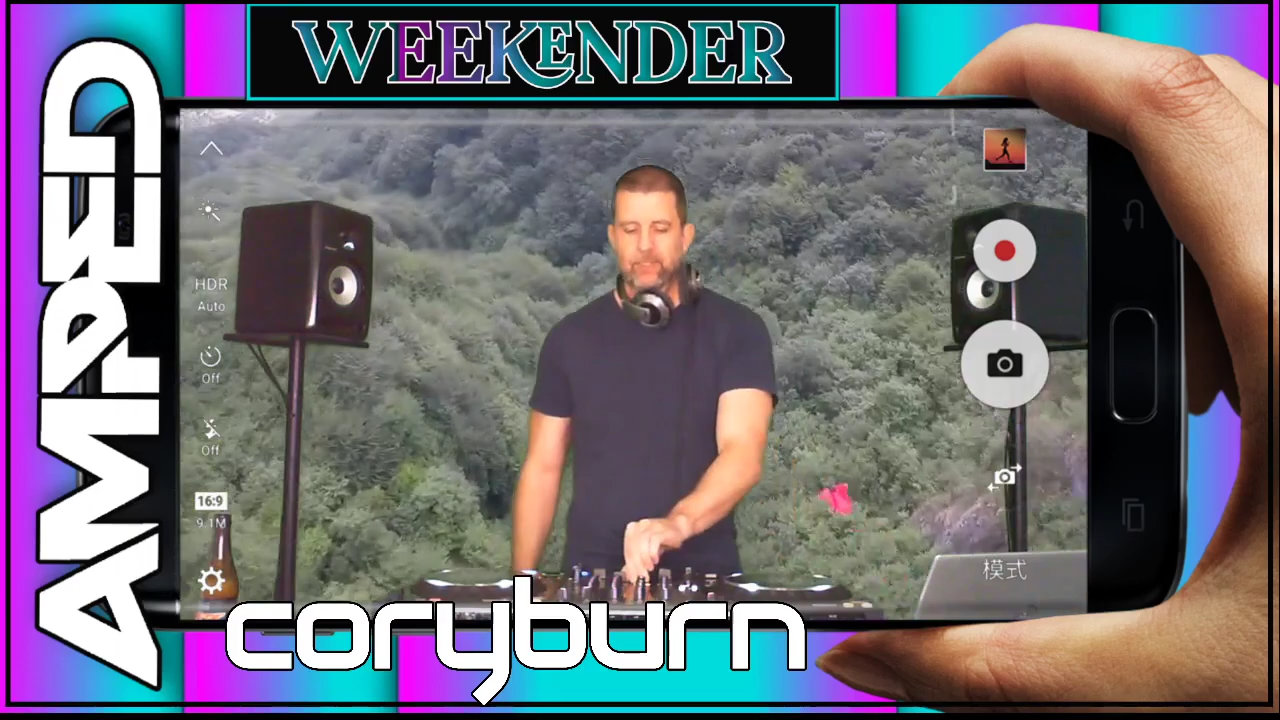 WEEKENDER
AMPED
HDR
Auto
Off
Off
16:9
9.1M
模式
coryburn